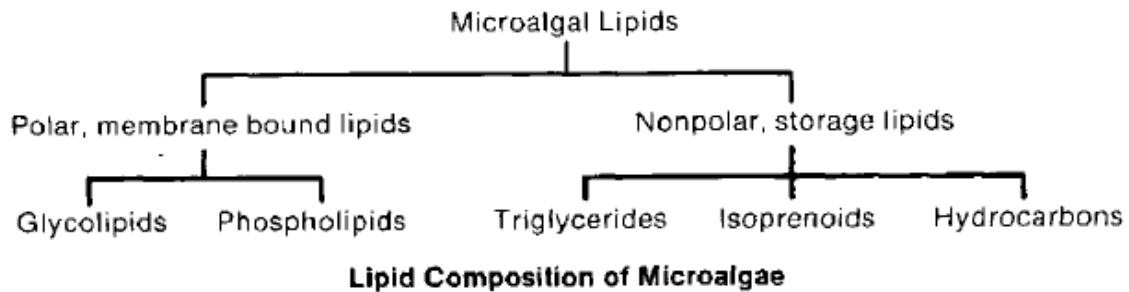 Microalgal Lipids
Polar, membrane bound lipids
Nonpolar, storage lipids
Glycolipids
Phospholipids
Triglycerides
Isoprenoids
Hydrocarbons
Lipid Composition of Microalgae